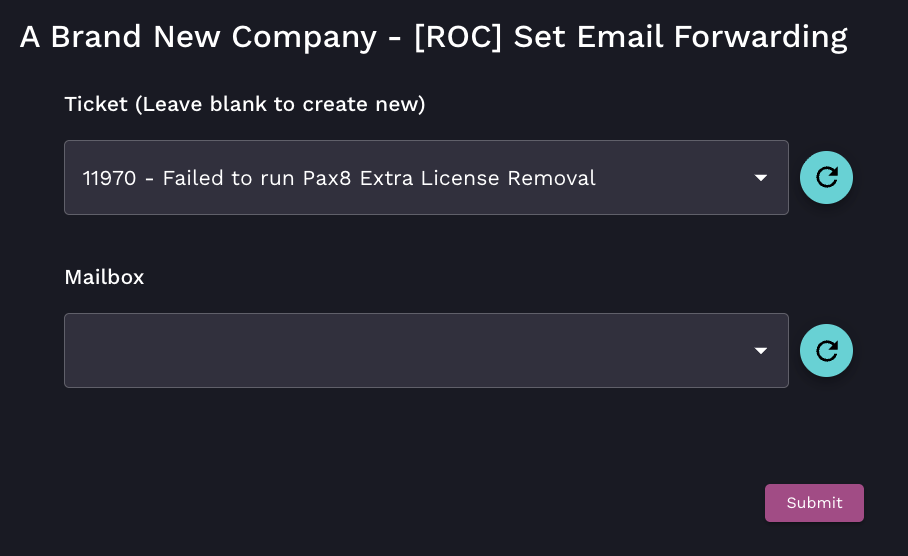 A Brand New Company - [ROC] Set Email Forwarding
Ticket (Leave blank to create new)
11970 - Failed to run Pax8 Extra License Removal
Mailbox
Submit